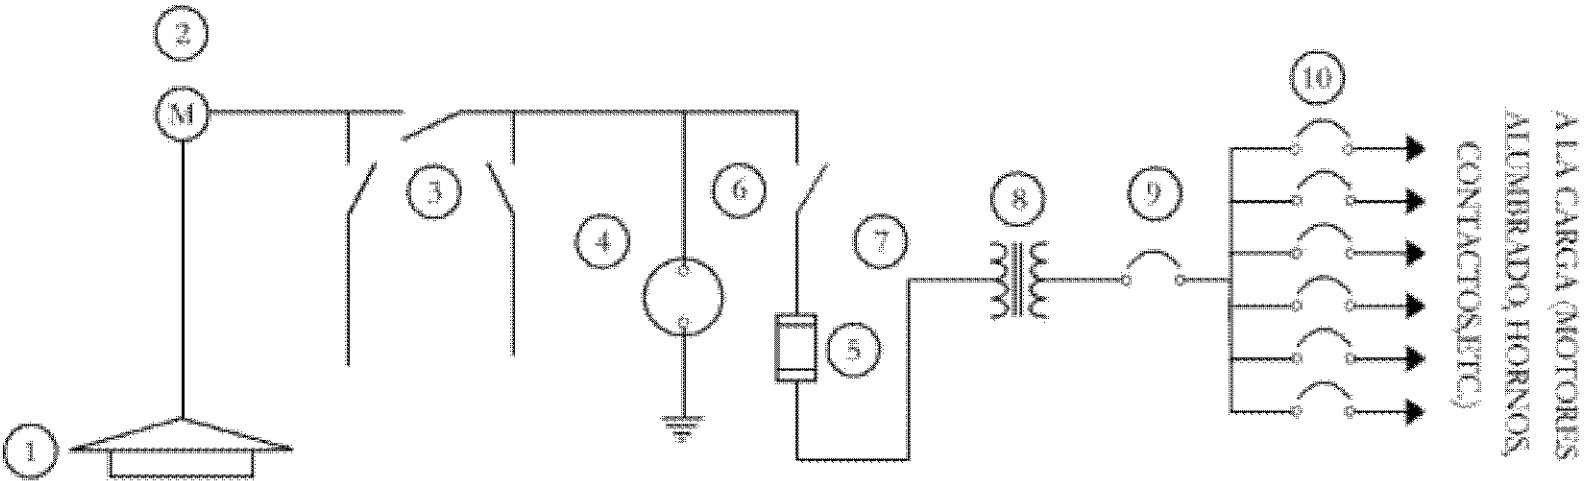 2
M
10
3
6
8
9
4
7
5
1
A LA CARGA (MOTORES
ALUMBRADO, HORNOS,
CONTACTOS,ETC.)